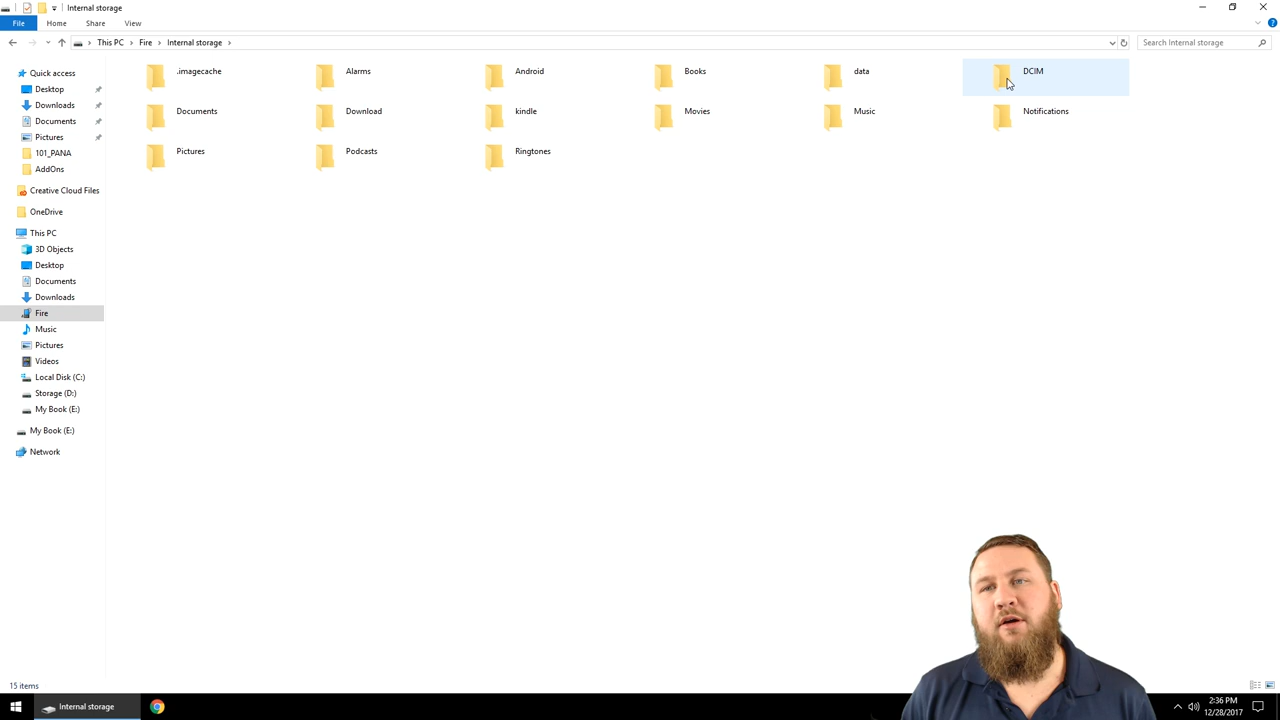 Internal storage
File Home Share View
This PC Fire Internal storage
Search Internal storage
Quick access
Desktop
Downloads
Documents
Pictures
101_PANA
AddOns
Creative Cloud Files
OneDrive
This PC
3D Objects
Desktop
Documents
Downloads
Fire
Music
Pictures
Videos
Local Disk (C:)
Storage (D:)
My Book (E:)
My Book (E:)
Network
.imagecache Alarms Android Books data DCIM
Documents Download kindle Movies Music Notifications
Pictures Podcasts Ringtones
15 items
Internal storage
2:36 PM
12/28/2017